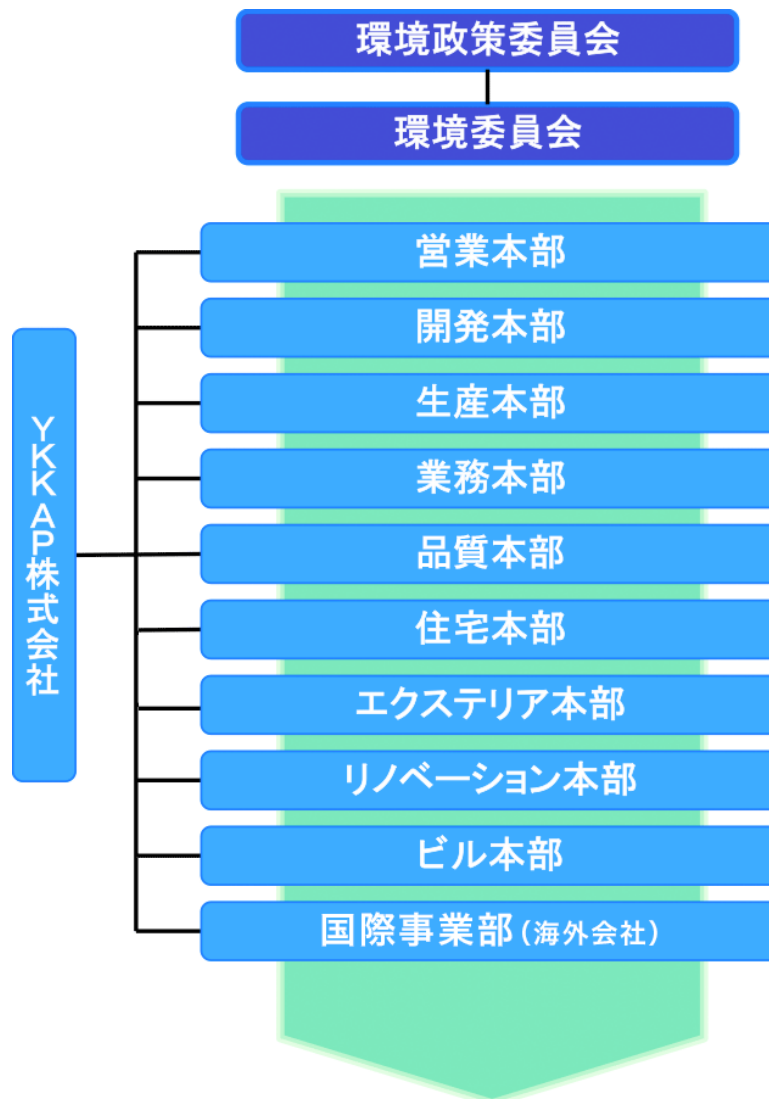 環境政策委員会
環境委員会
YKK AP株式会社
営業本部
開発本部
生産本部
業務本部
品質本部
住宅本部
エクステリア本部
リノベーション本部
ビル本部
国際事業部（海外会社）